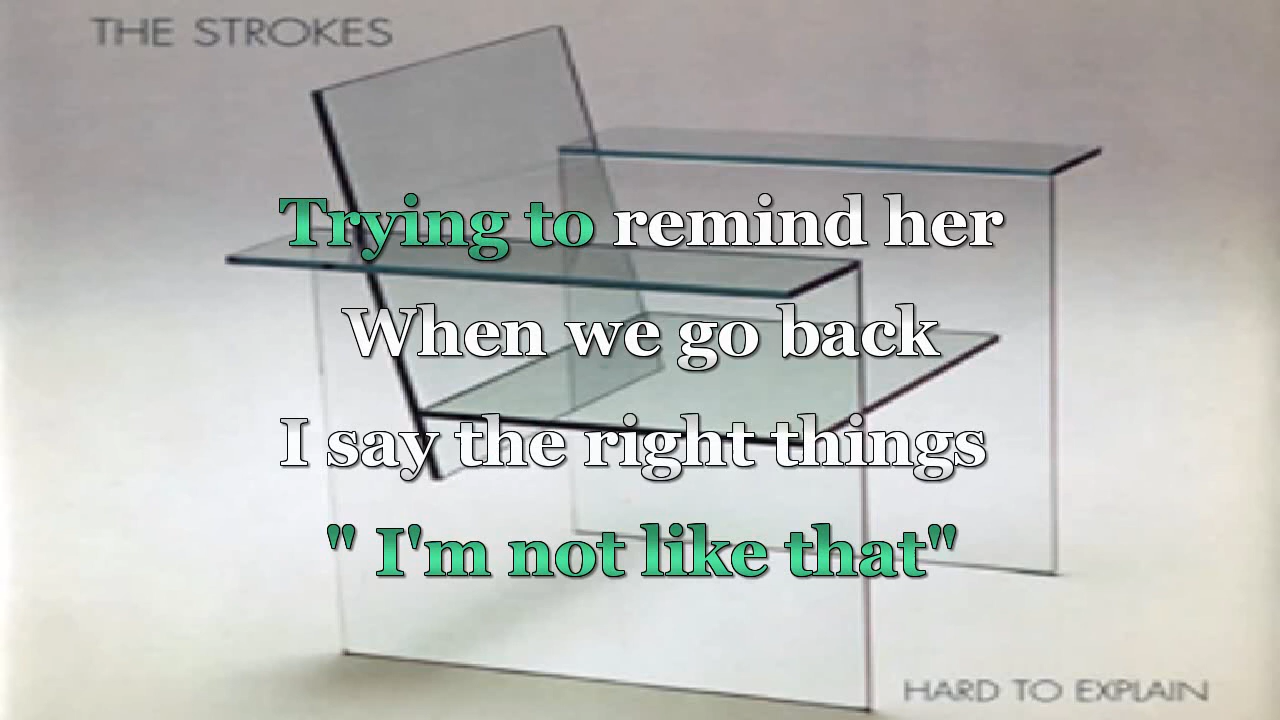 THE STROKES
Trying to remind her
When we go back
I say the right things
" I'm not like that"
HARD TO EXPLAIN